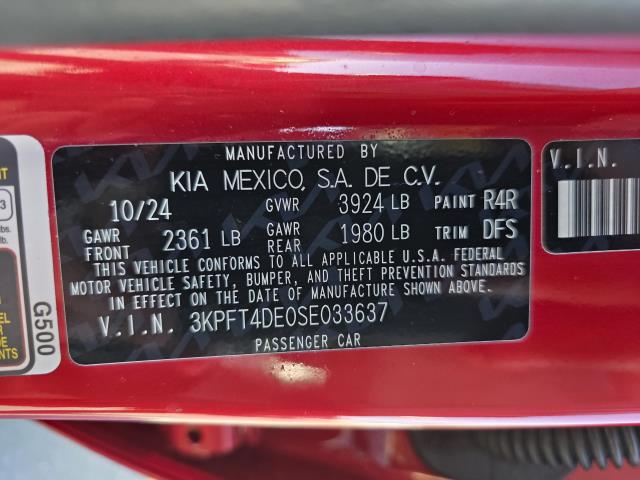 MANUFACTURED BY
KIA MEXICO, S.A. DE C.V.
10/24 GVWR 3924 LB PAINT R4R
GAWR FRONT 2361 LB GAWR REAR 1980 LB TRIM DFS
THIS VEHICLE CONFORMS TO ALL APPLICABLE U.S.A. FEDERAL
MOTOR VEHICLE SAFETY, BUMPER, AND THEFT PREVENTION STANDARDS
IN EFFECT ON THE DATE OF MANUFACTURE SHOWN ABOVE.
V.I.N. 3KPFT4DE0SE033637
PASSENGER CAR
V.I.N.
G500